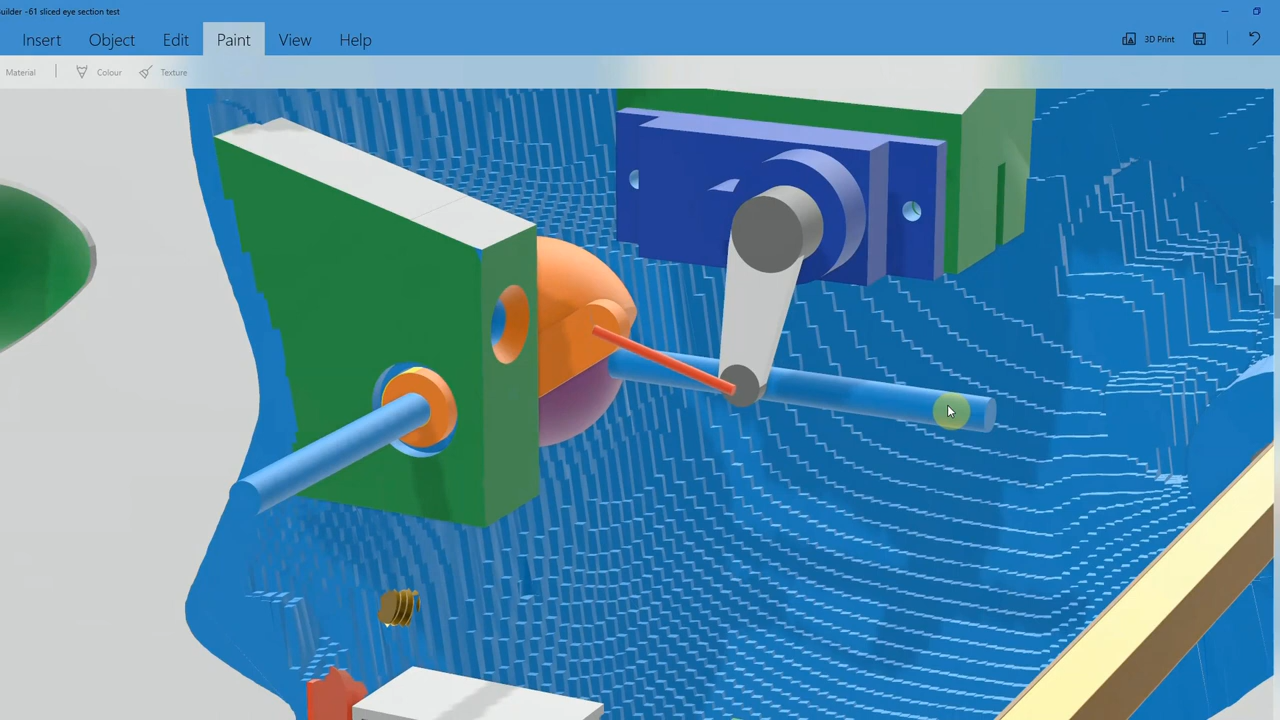 uilder -61 sliced eye section test
Insert Object Edit Paint View Help
3D Print
Material Colour Texture